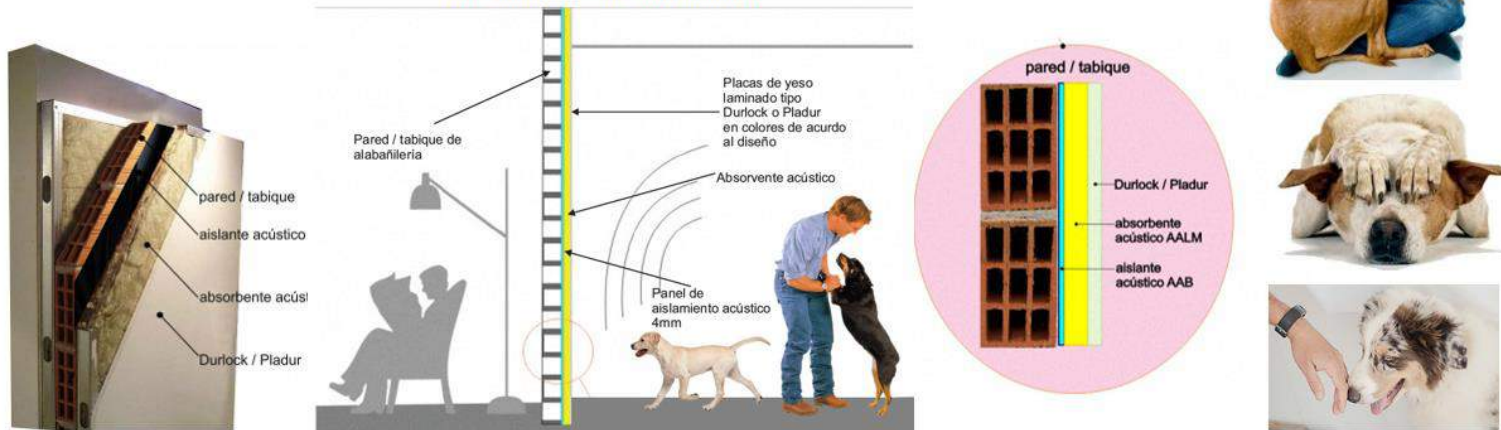 pared / tabique
aislante acústico
absorbente acúst
Durlock / Pladur
Pared / tabique de
alabañilería
Placas de yeso
laminado tipo
Durlock o Pladur
en colores de acurdo
al diseño
Absorvente acústico
Panel de
aislamiento acústico
4mm
pared / tabique
Durlock / Pladur
absorbente
acústico AALM
aislante
acústico AAB